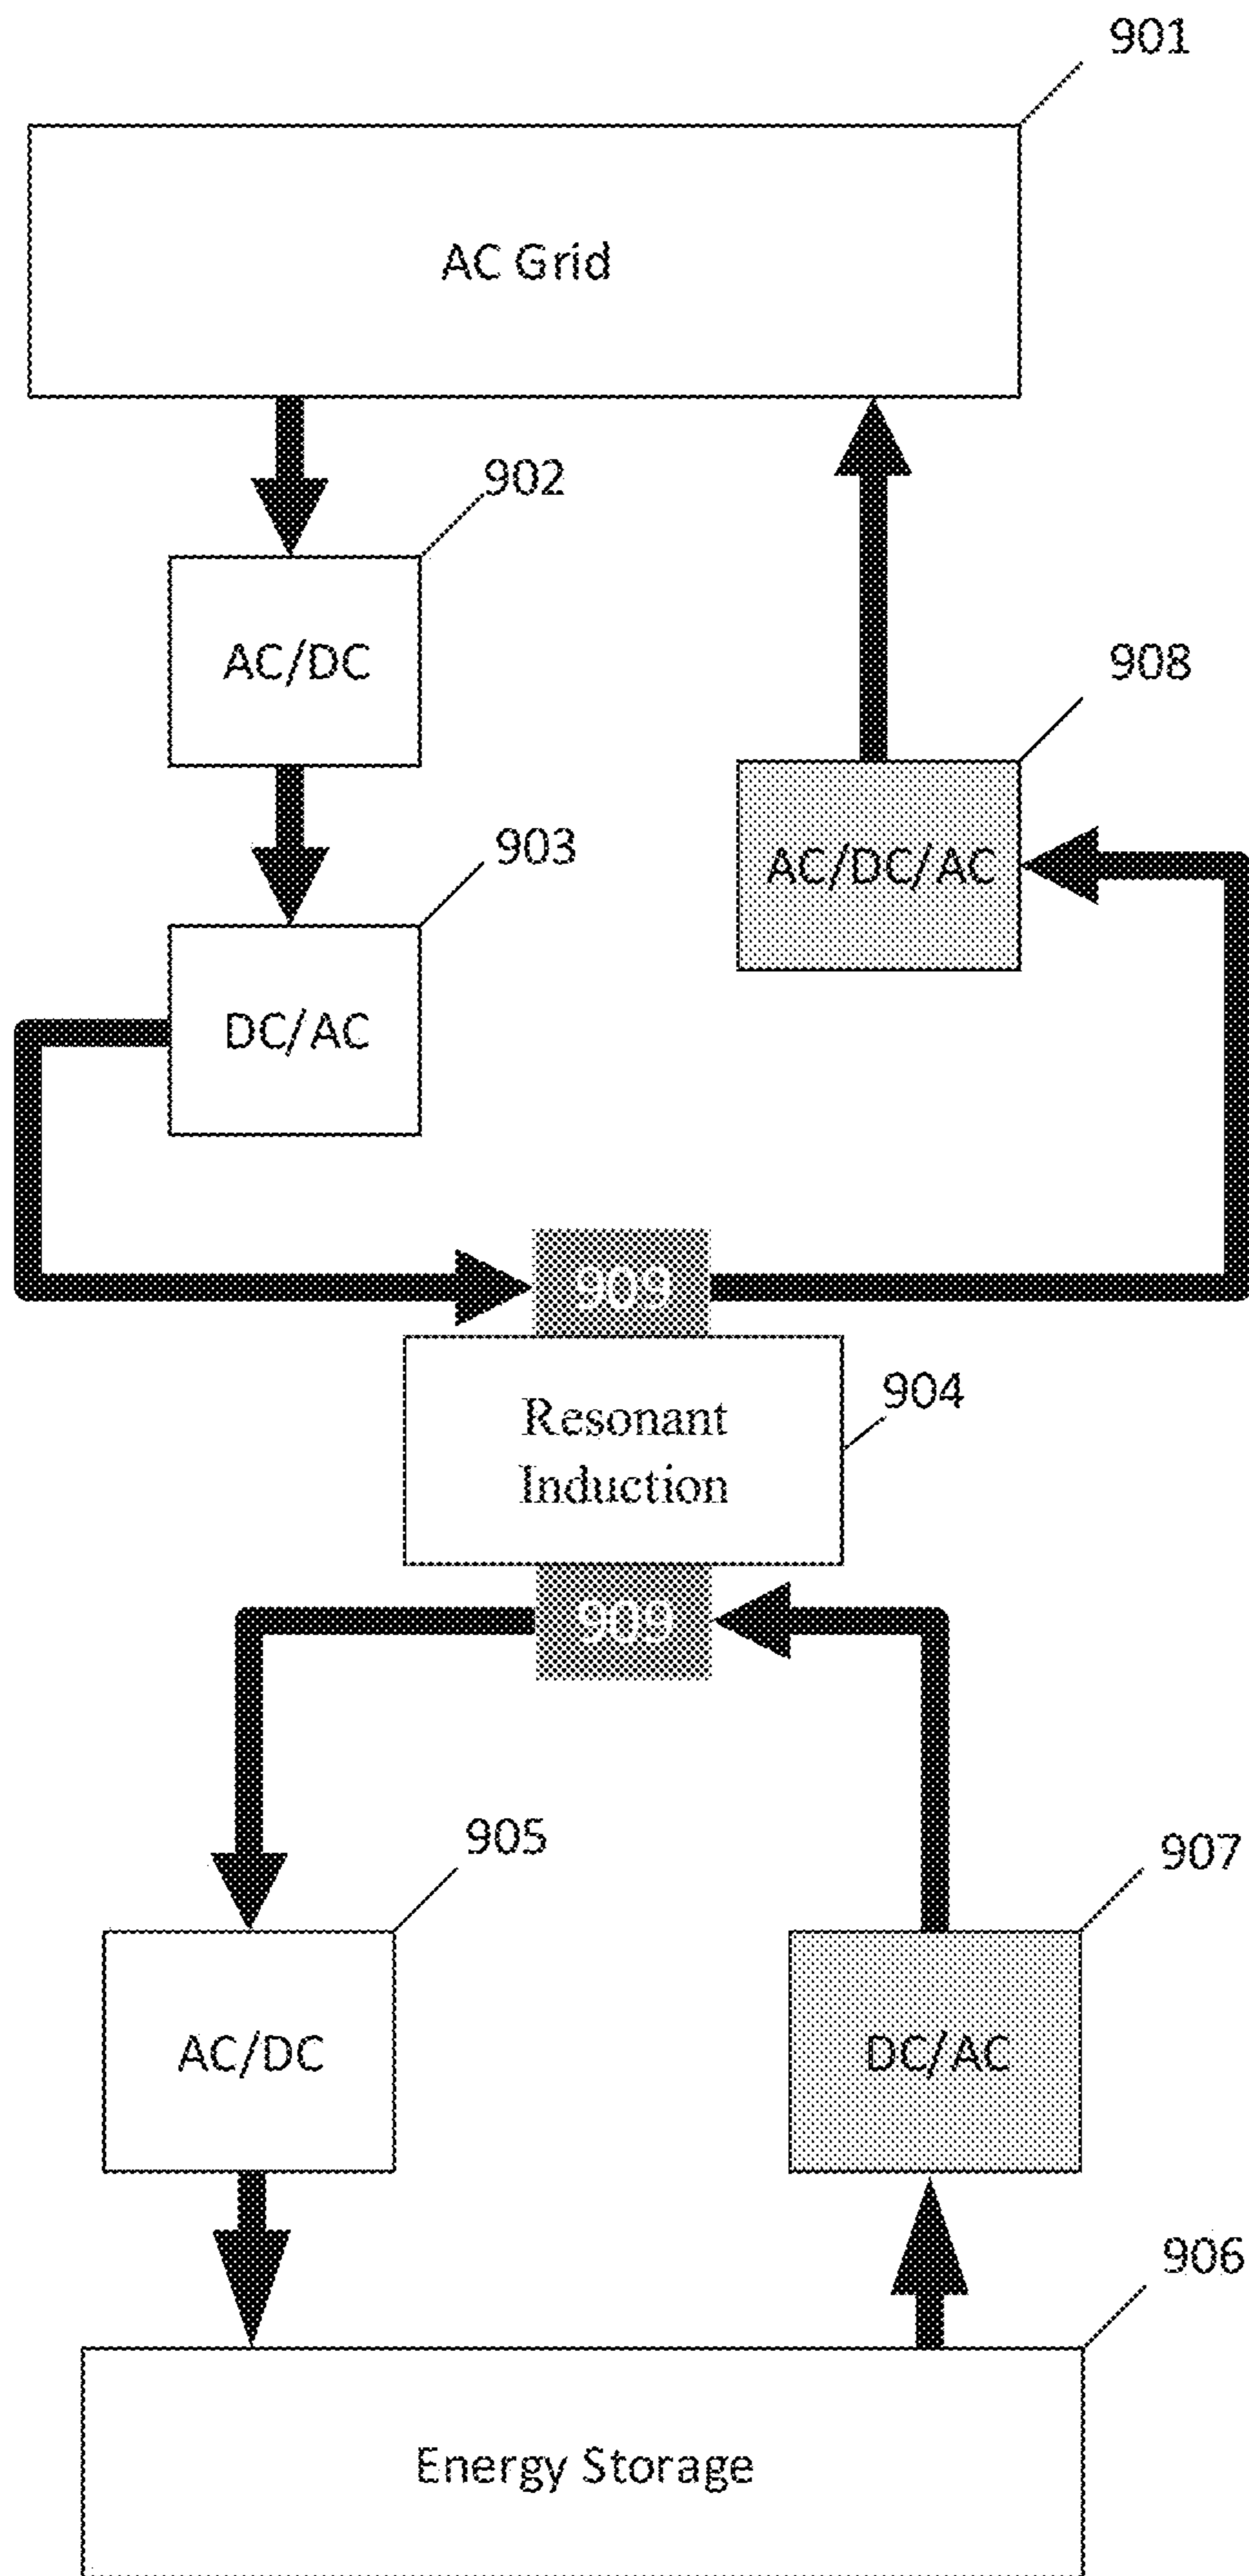 901
AC Grid
902
AC/DC
908
903
AC/DC/AC
DC/AC
909
904
Resonant
Induction
909
905
907
AC/DC
DC/AC
906
Energy Storage